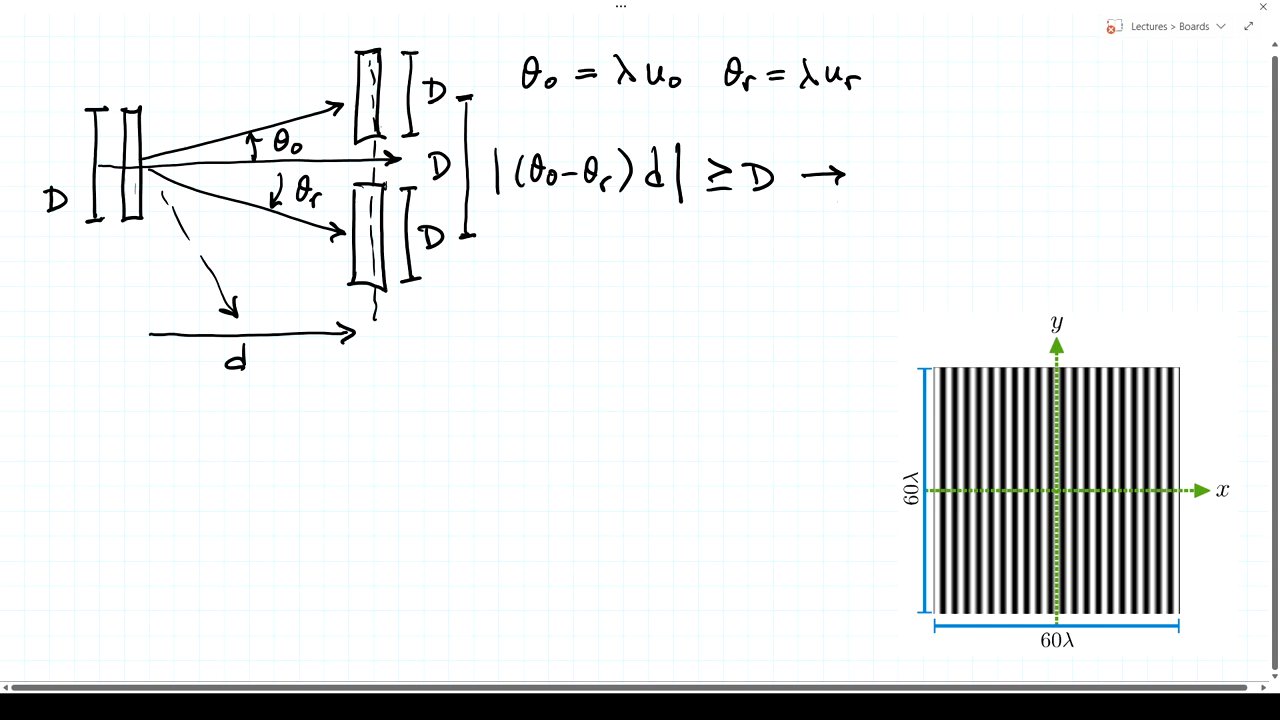 ...
Lectures > Boards
D
θ₀
θᵣ
d
D
D
D
θ₀ = λu₀ θᵣ = λuᵣ
|(θ₀-θᵣ)d| ≥ D →
y
x
60λ
60λ